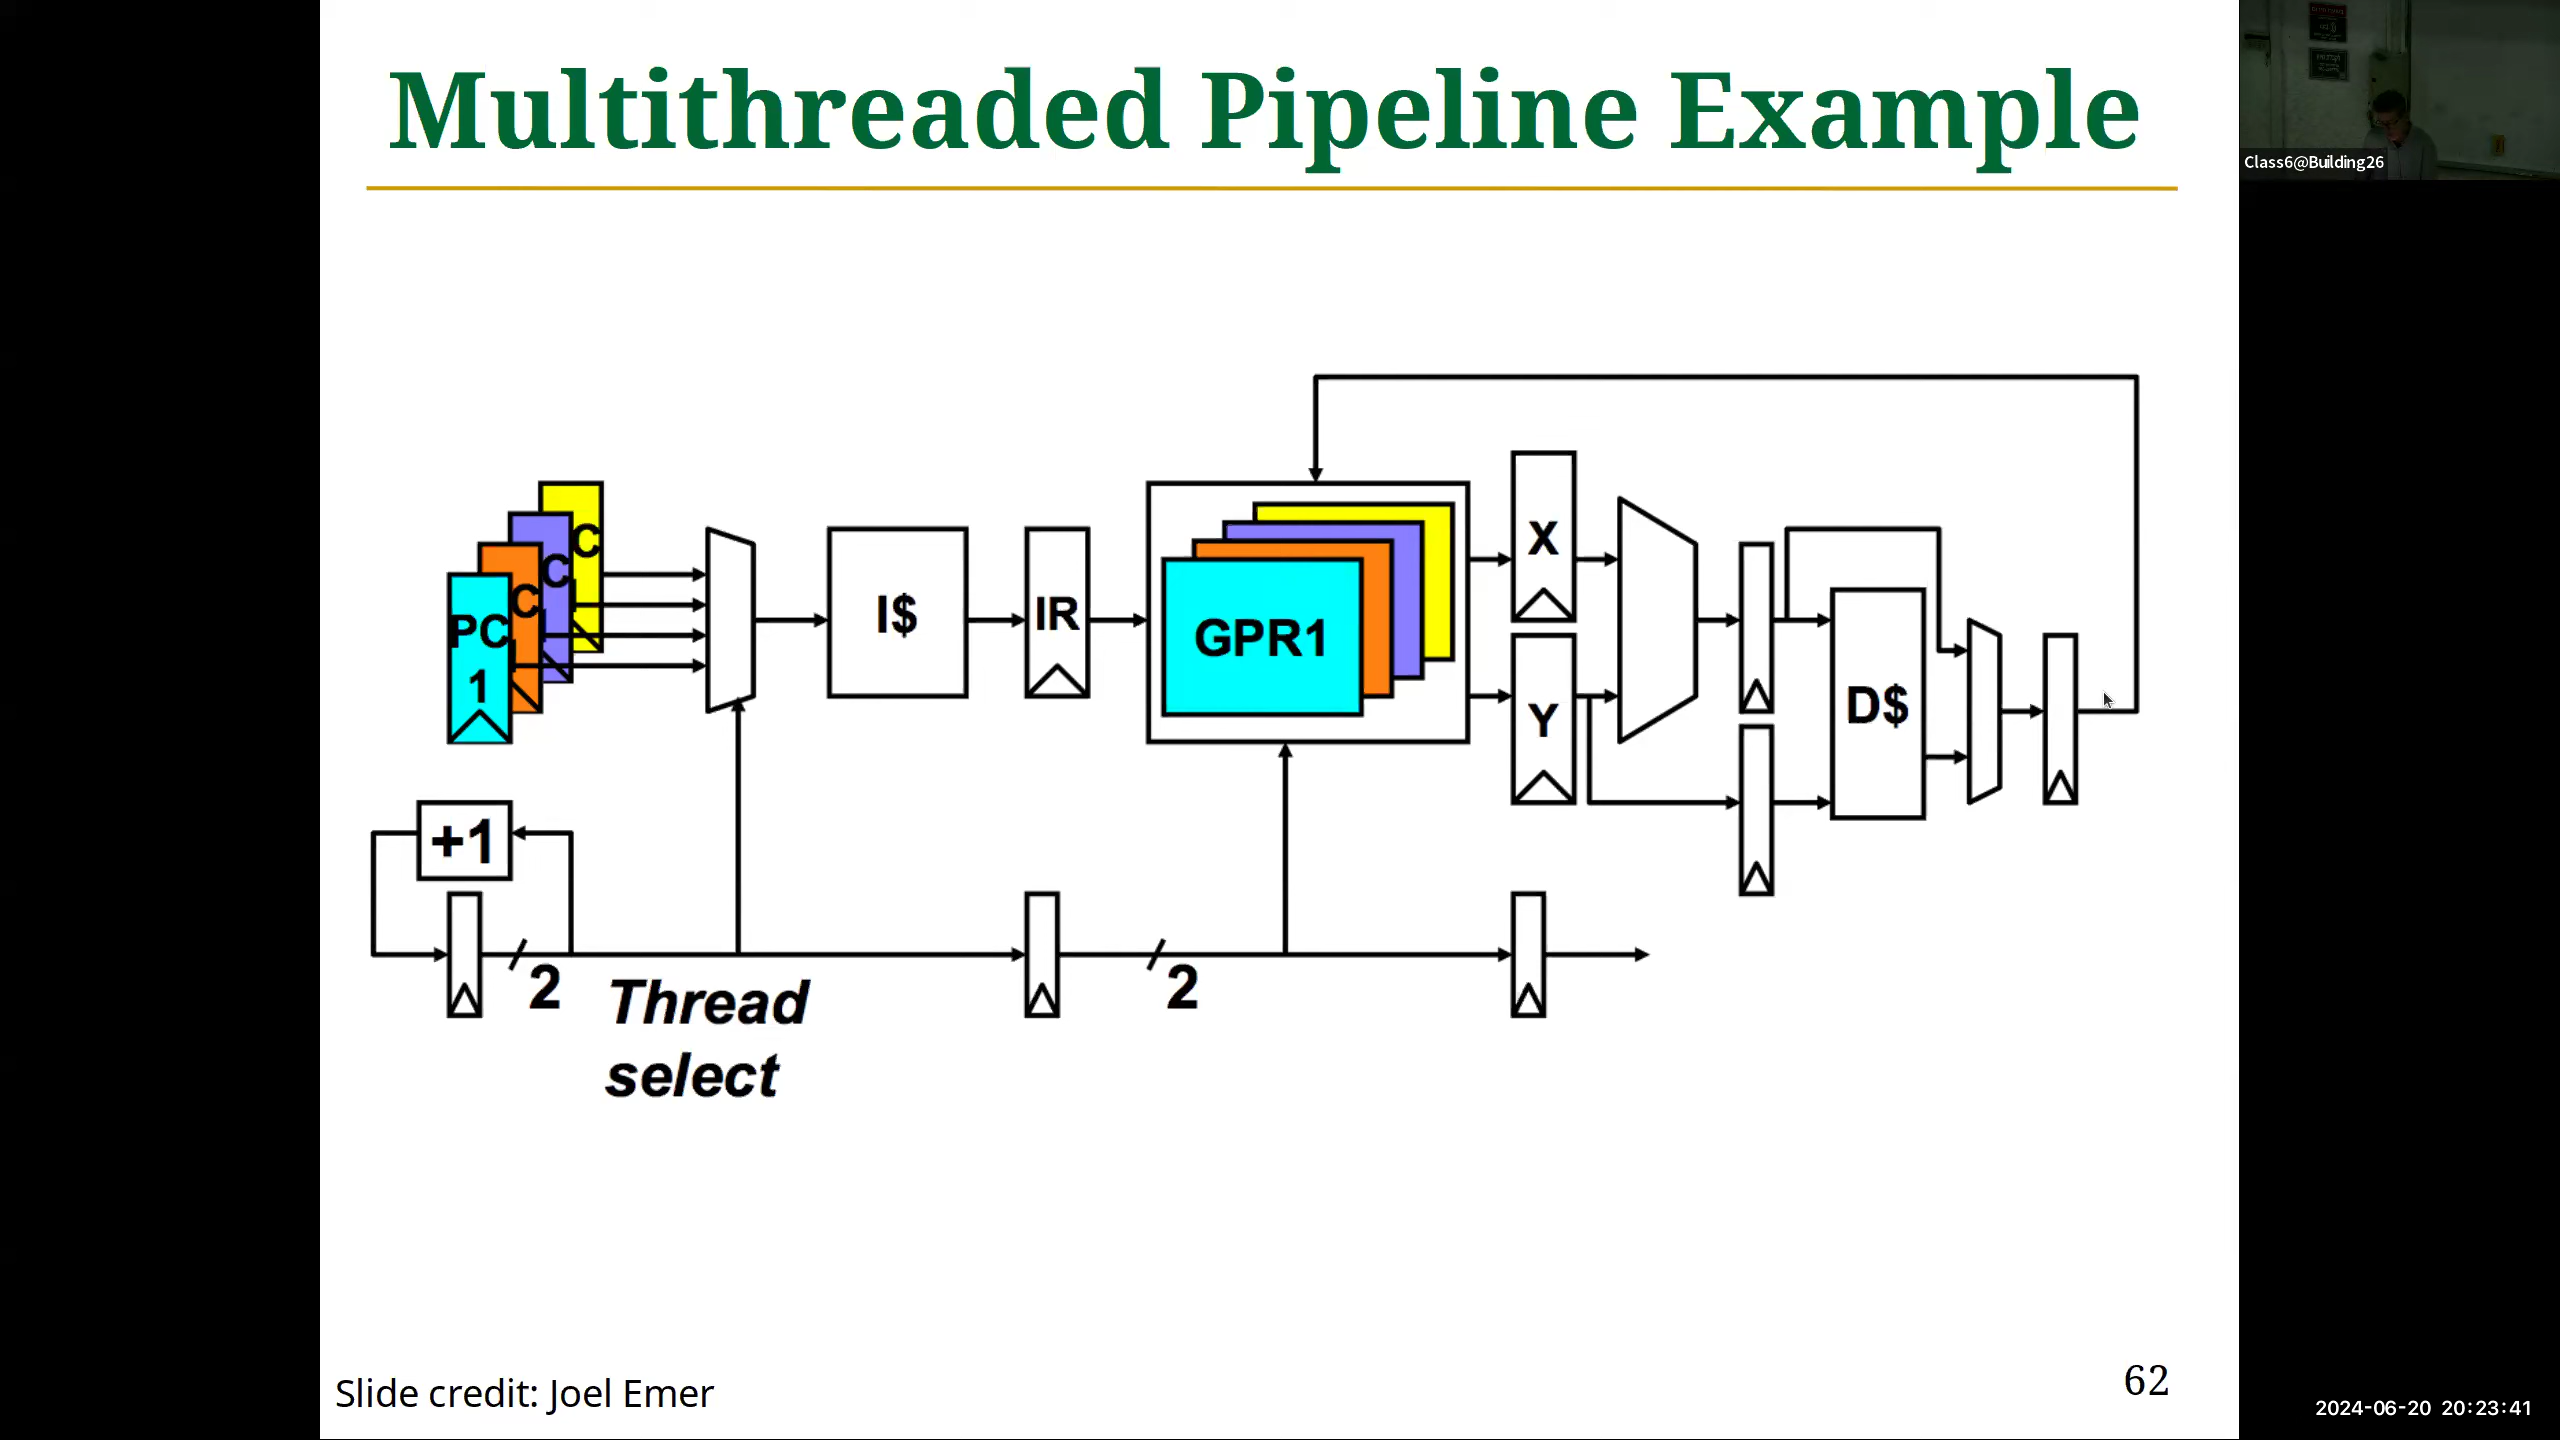 Multithreaded Pipeline Example
Class6@Building26
C
C
C
PC
1
I$
IR
GPR1
X
Y
D$
+1
2
2
Thread
select
Slide credit: Joel Emer
62
2024-06-20 20:23:41